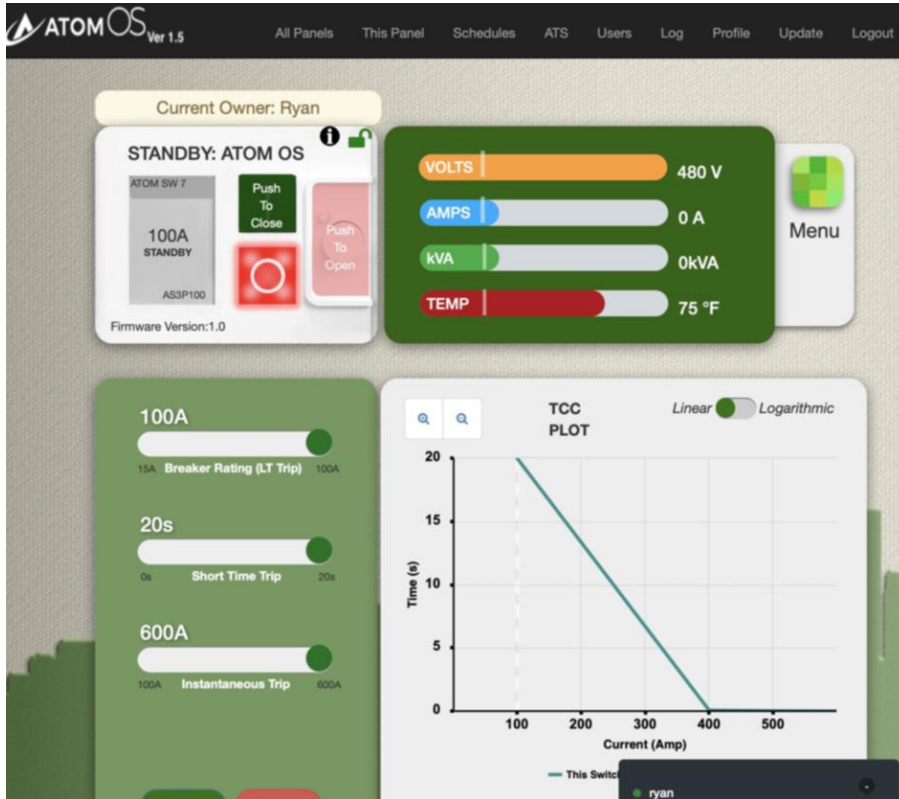 ATOM OS Ver 1.5
All Panels This Panel Schedules ATS Users Log Profile Update Logout
Current Owner: Ryan
STANDBY: ATOM OS
ATOM SW 7
100A
STANDBY
AS3P100
Push
To
Close
Push
To
Open
Firmware Version:1.0
VOLTS 480 V
AMPS 0 A
kVA 0kVA
TEMP 75 °F
Menu
100A
15A Breaker Rating (LT Trip) 100A
20s
0s Short Time Trip 20s
600A
100A Instantaneous Trip 600A
TCC
PLOT
Linear Logarithmic
20
15
10
5
0
Time (s)
100 200 300 400 500
Current (Amp)
This Switc
ryan